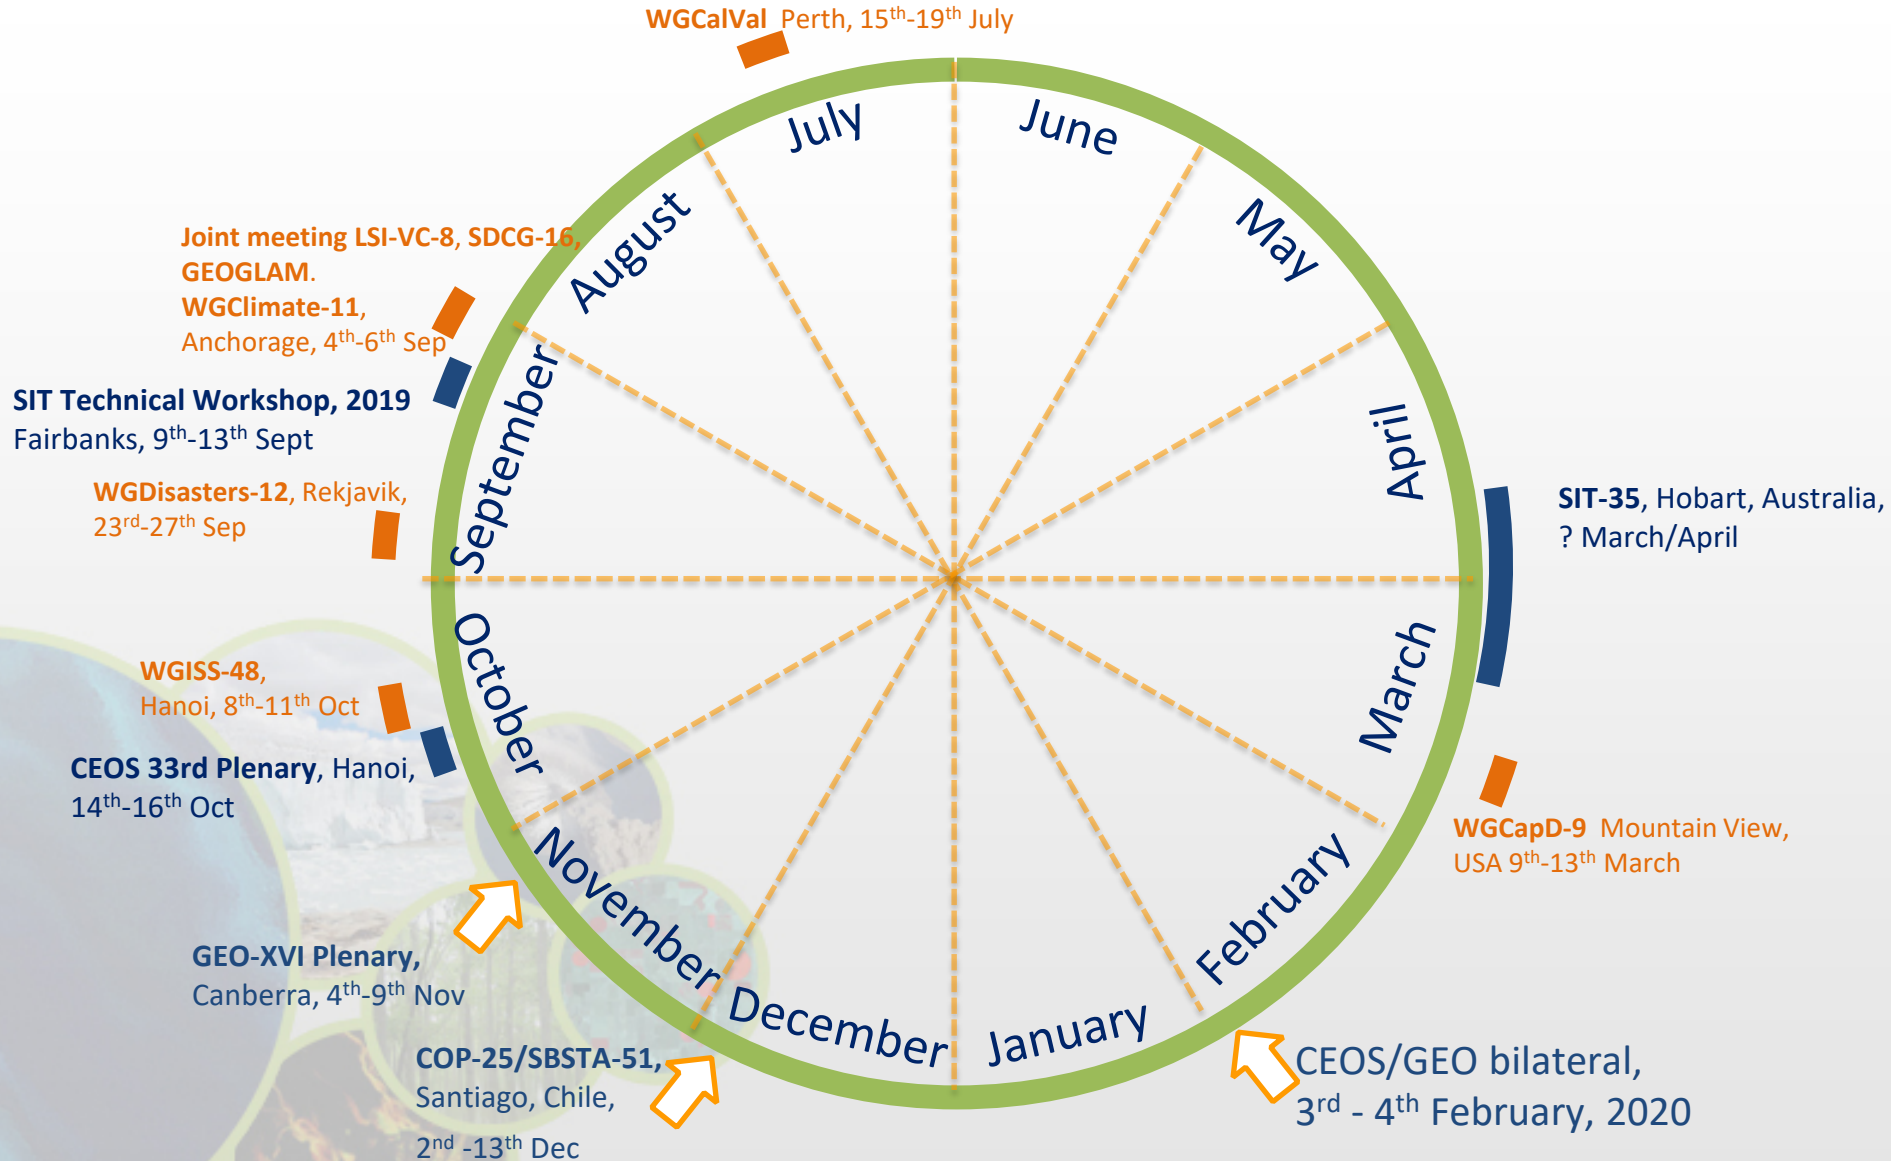 WGCalVal Perth, 15th-19th July
July
June
August
May
Joint meeting LSI-VC-8, SDCG-16,
GEOGLAM.
WGClimate-11,
Anchorage, 4th-6th Sep
SIT Technical Workshop, 2019
Fairbanks, 9th-13th Sept
September
April
WGDisasters-12, Rekjavik,
23rd-27th Sep
SIT-35, Hobart, Australia,
? March/April
October
March
WGISS-48,
Hanoi, 8th-11th Oct
CEOS 33rd Plenary, Hanoi,
14th-16th Oct
WGCapD-9 Mountain View,
USA 9th-13th March
November
February
GEO-XVI Plenary,
Canberra, 4th-9th Nov
December
January
COP-25/SBSTA-51,
Santiago, Chile,
2nd -13th Dec
CEOS/GEO bilateral,
3rd - 4th February, 2020